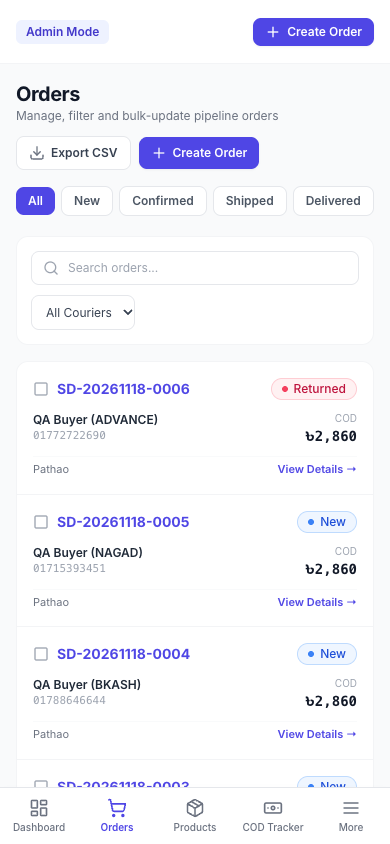 Admin Mode
Create Order
Orders
Manage, filter and bulk-update pipeline orders
Export CSV
Create Order
All
New
Confirmed
Shipped
Delivered
Search orders...
All Couriers
SD-20261118-0006
Returned
QA Buyer (ADVANCE)
COD
01772722690
৳2,860
Pathao
View Details →
SD-20261118-0005
New
QA Buyer (NAGAD)
COD
01715393451
৳2,860
Pathao
View Details →
SD-20261118-0004
New
QA Buyer (BKASH)
COD
01788646644
৳2,860
Pathao
View Details →
SD-20261118-0003
New
Dashboard
Orders
Products
COD Tracker
More